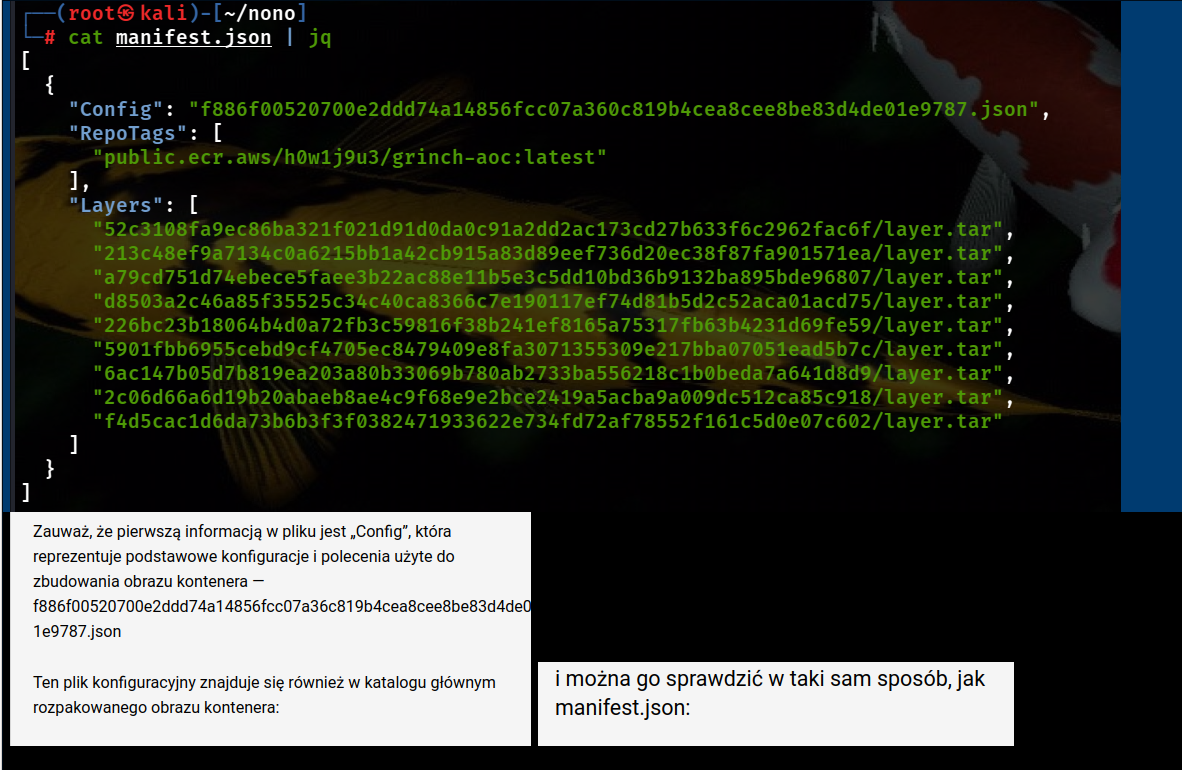 ┌──(root㉿kali)-[~/nono]
└─# cat manifest.json | jq
[
  {
    "Config": "f886f00520700e2ddd74a14856fcc07a360c819b4cea8cee8be83d4de01e9787.json",
    "RepoTags": [
      "public.ecr.aws/h0w1j9u3/grinch-aoc:latest"
    ],
    "Layers": [
      "52c3108fa9ec86ba321f021d91d0da0c91a2dd2ac173cd27b633f6c2962fac6f/layer.tar",
      "213c48ef9a7134c0a6215bb1a42cb915a83d89eef736d20ec38f87fa901571ea/layer.tar",
      "a79cd751d74ebece5faee3b22ac88e11b5e3c5dd10bd36b9132ba895bde96807/layer.tar",
      "d8503a2c46a85f35525c34c40ca8366c7e190117ef74d81b5d2c52aca01acd75/layer.tar",
      "226bc23b18064b4d0a72fb3c59816f38b241ef8165a75317fb63b4231d69fe59/layer.tar",
      "5901fbb6955cebd9cf4705ec8479409e8fa3071355309e217bba07051ead5b7c/layer.tar",
      "6ac147b05d7b819ea203a80b33069b780ab2733ba556218c1b0beda7a641d8d9/layer.tar",
      "2c06d66a6d19b20abaeb8ae4c9f68e9e2bce2419a5acba9a009dc512ca85c918/layer.tar",
      "f4d5cac1d6da73b6b3f3f0382471933622e734fd72af78552f161c5d0e07c602/layer.tar"
    ]
  }
]
Zauważ, że pierwszą informacją w pliku jest „Config”, która
reprezentuje podstawowe konfiguracje i polecenia użyte do
zbudowania obrazu kontenera —
f886f00520700e2ddd74a14856fcc07a36c819b4cea8cee8be83d4de0
1e9787.json
Ten plik konfiguracyjny znajduje się również w katalogu głównym
rozpakowanego obrazu kontenera:
i można go sprawdzić w taki sam sposób, jak
manifest.json: